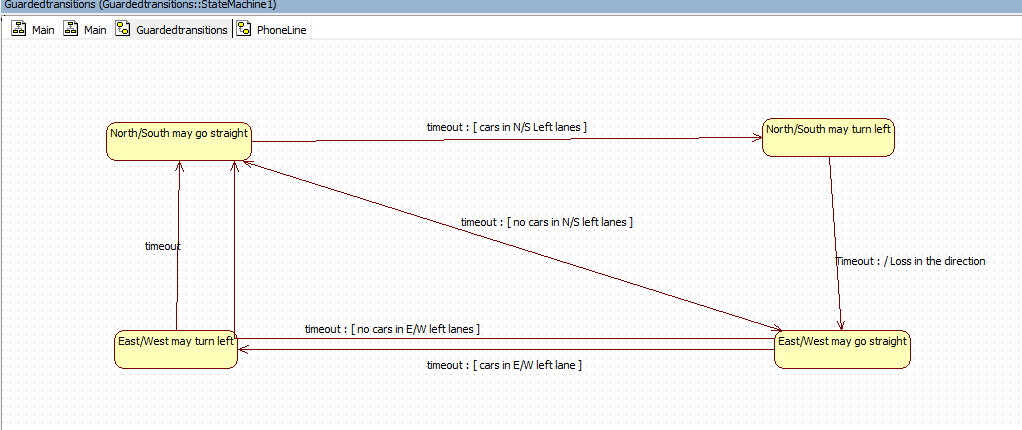 Guardedtransitions (Guardedtransitions::StateMachine1)
Main Main Guardedtransitions PhoneLine
timeout : [ cars in N/S Left lanes ]
North/South may go straight
North/South may turn left
timeout : [ no cars in N/S left lanes ]
timeout
Timeout : / Loss in the direction
timeout : [ no cars in E/W left lanes ]
East/West may turn left
East/West may go straight
timeout : [ cars in E/W left lane ]